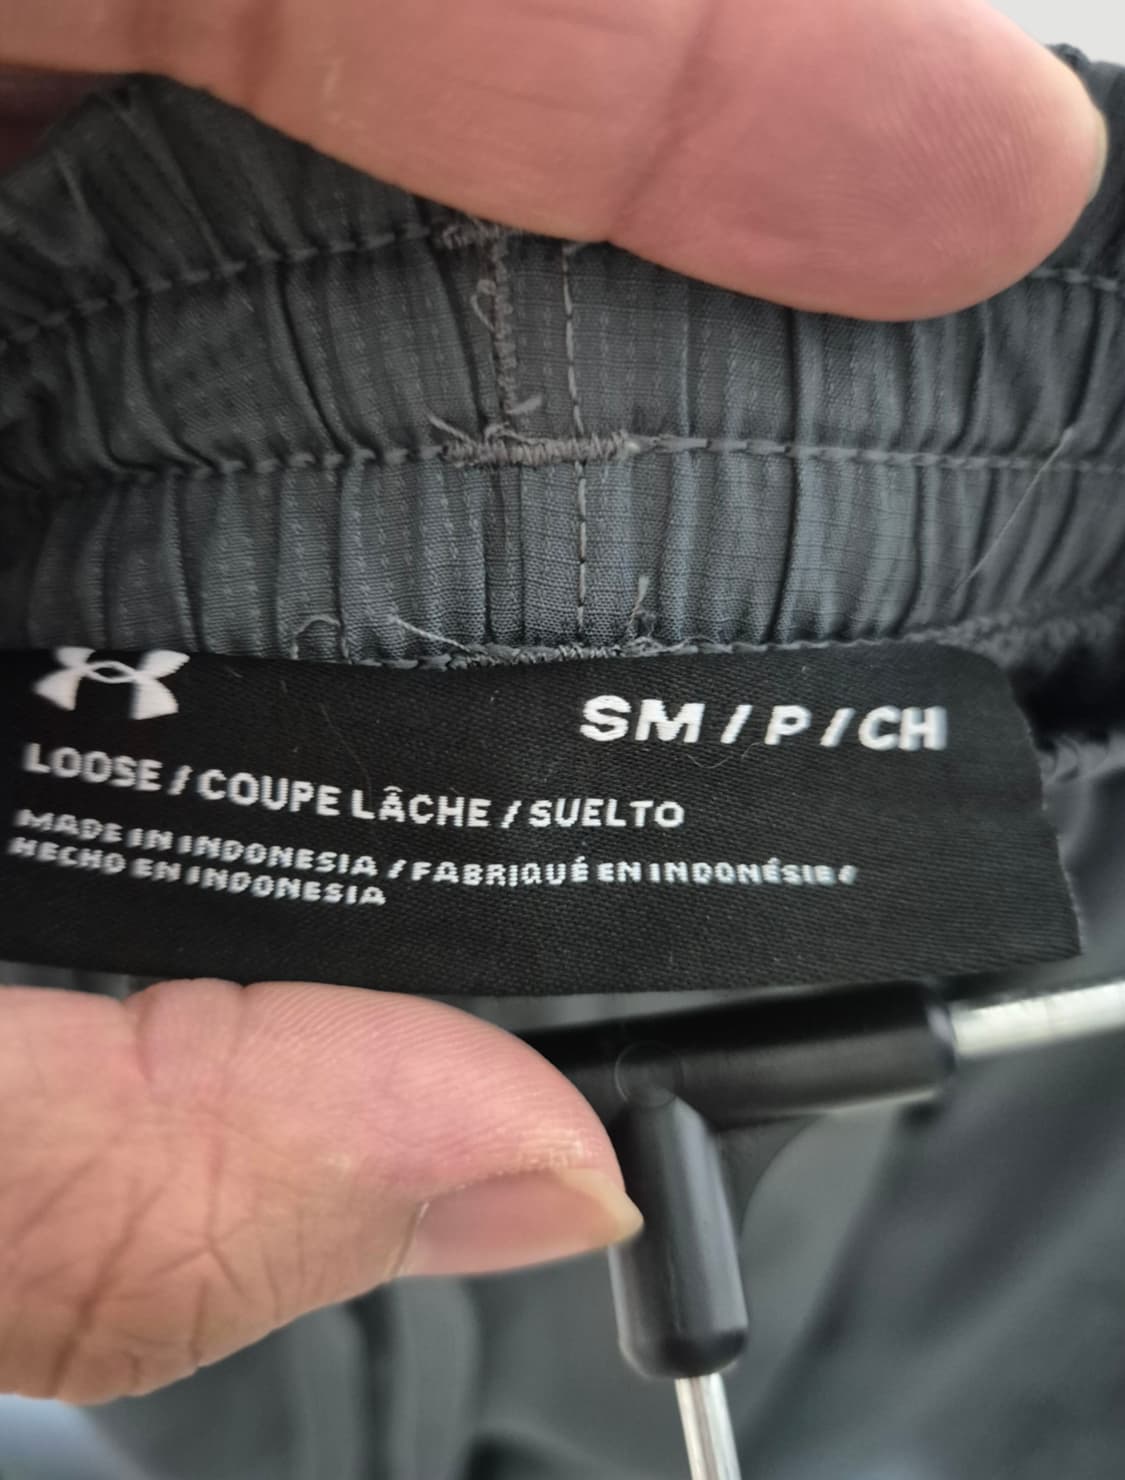 SM / P / CH
LOOSE / COUPE LÂCHE / SUELTO
MADE IN INDONESIA / FABRIQUÉ EN INDONÉSIE /
HECHO EN INDONESIA